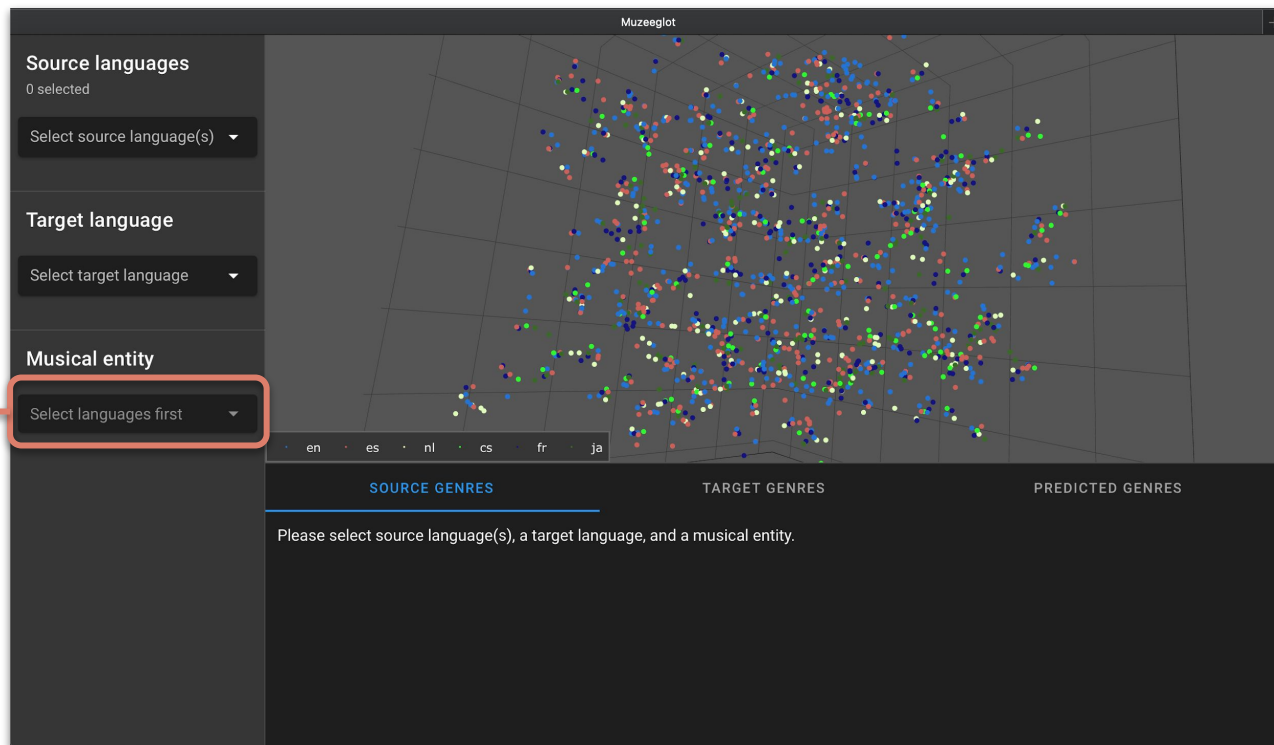 Muzeeglot
Source languages
0 selected
Select source language(s)
Target language
Select target language
Musical entity
Select languages first
en es nl cs fr ja
SOURCE GENRES TARGET GENRES PREDICTED GENRES
Please select source language(s), a target language, and a musical entity.